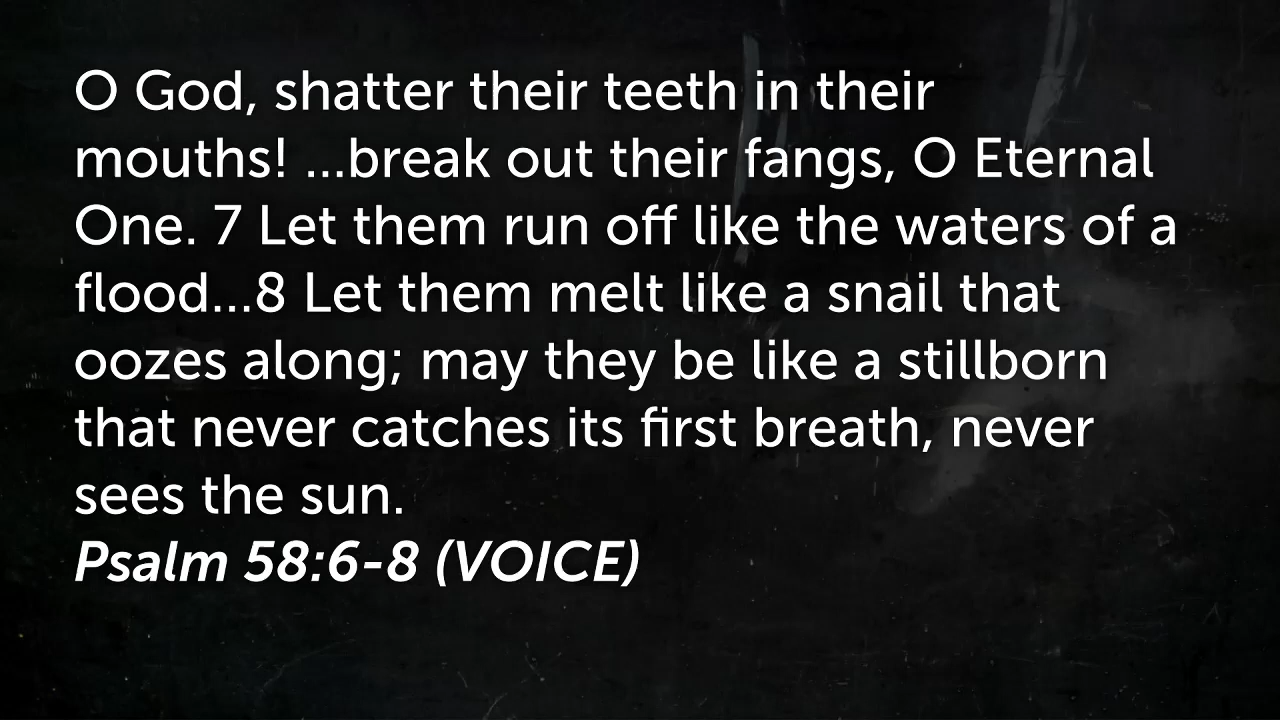 O God, shatter their teeth in their
mouths! ...break out their fangs, O Eternal
One. 7 Let them run off like the waters of a
flood...8 Let them melt like a snail that
oozes along; may they be like a stillborn
that never catches its first breath, never
sees the sun.
Psalm 58:6-8 (VOICE)